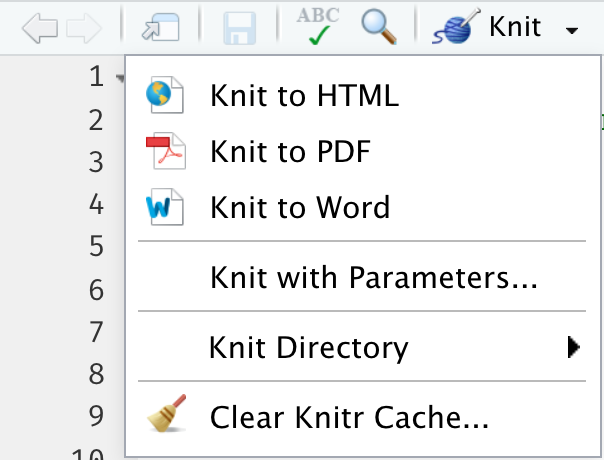 ABC
Knit
1
Knit to HTML
2
3
Knit to PDF
4
Knit to Word
5
6
Knit with Parameters...
7
Knit Directory
8
9
Clear Knitr Cache...
10